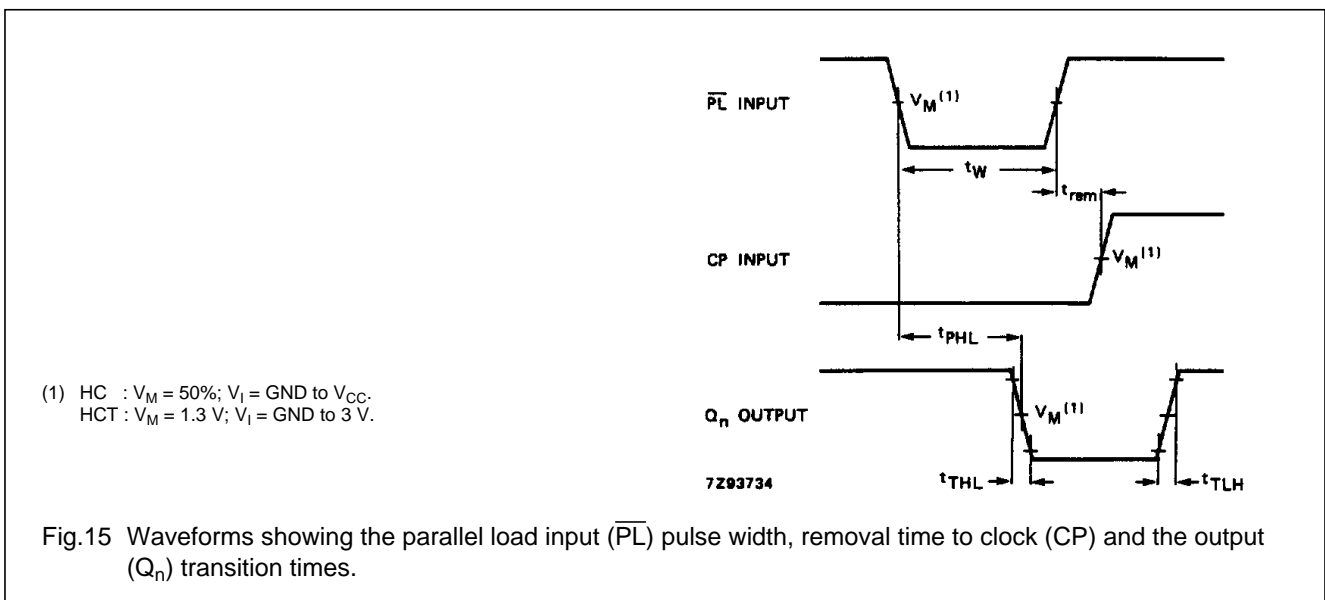 P̅L̅ INPUT
V_M (1)
t_W
t_rem
CP INPUT
V_M (1)
t_PHL
(1) HC : V_M = 50%; V_I = GND to V_CC.
HCT : V_M = 1.3 V; V_I = GND to 3 V.
Q_n OUTPUT
V_M (1)
7Z93734
t_THL
t_TLH
Fig.15 Waveforms showing the parallel load input (P̅L̅) pulse width, removal time to clock (CP) and the output
(Q_n) transition times.